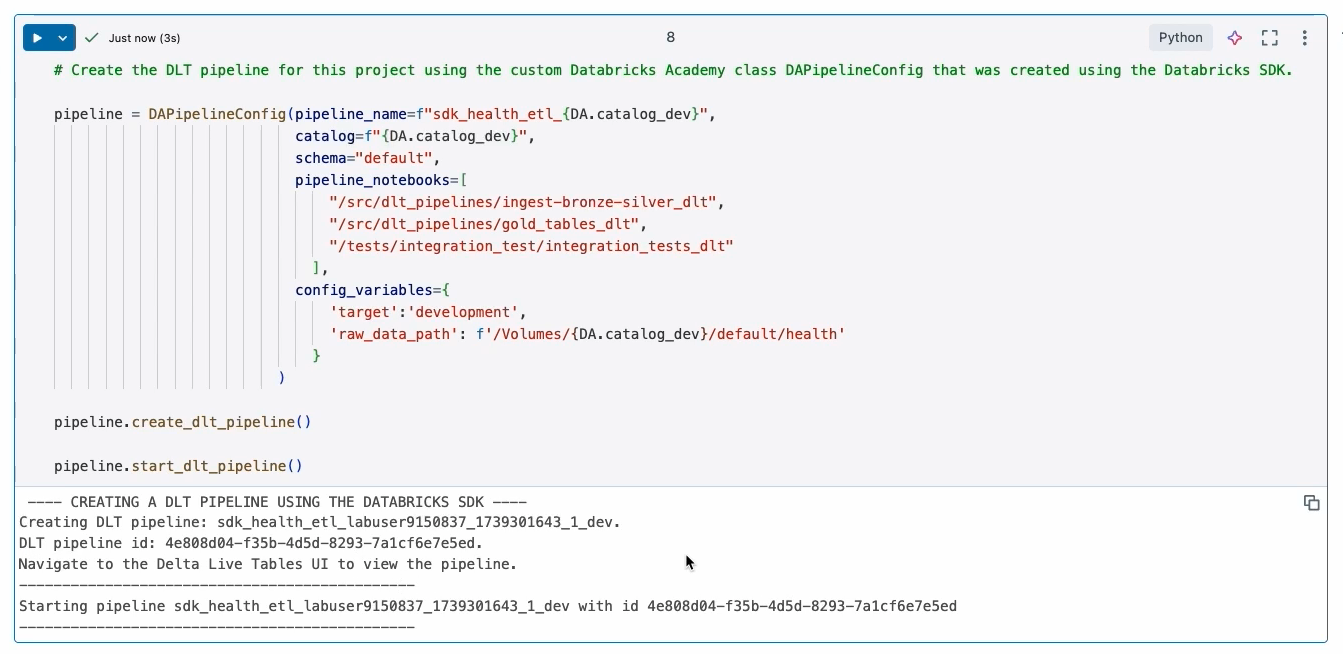 Just now (3s)
8
Python
# Create the DLT pipeline for this project using the custom Databricks Academy class DAPipelineConfig that was created using the Databricks SDK.
pipeline = DAPipelineConfig(pipeline_name=f"sdk_health_etl_{DA.catalog_dev}",
catalog=f"{DA.catalog_dev}",
schema="default",
pipeline_notebooks=[
"/src/dlt_pipelines/ingest-bronze-silver_dlt",
"/src/dlt_pipelines/gold_tables_dlt",
"/tests/integration_test/integration_tests_dlt"
],
config_variables={
'target':'development',
'raw_data_path': f'/Volumes/{DA.catalog_dev}/default/health'
}
)
pipeline.create_dlt_pipeline()
pipeline.start_dlt_pipeline()
---- CREATING A DLT PIPELINE USING THE DATABRICKS SDK ----
Creating DLT pipeline: sdk_health_etl_labuser9150837_1739301643_1_dev.
DLT pipeline id: 4e808d04-f35b-4d5d-8293-7a1cf6e7e5ed.
Navigate to the Delta Live Tables UI to view the pipeline.
----------------------------------------------
Starting pipeline sdk_health_etl_labuser9150837_1739301643_1_dev with id 4e808d04-f35b-4d5d-8293-7a1cf6e7e5ed
----------------------------------------------